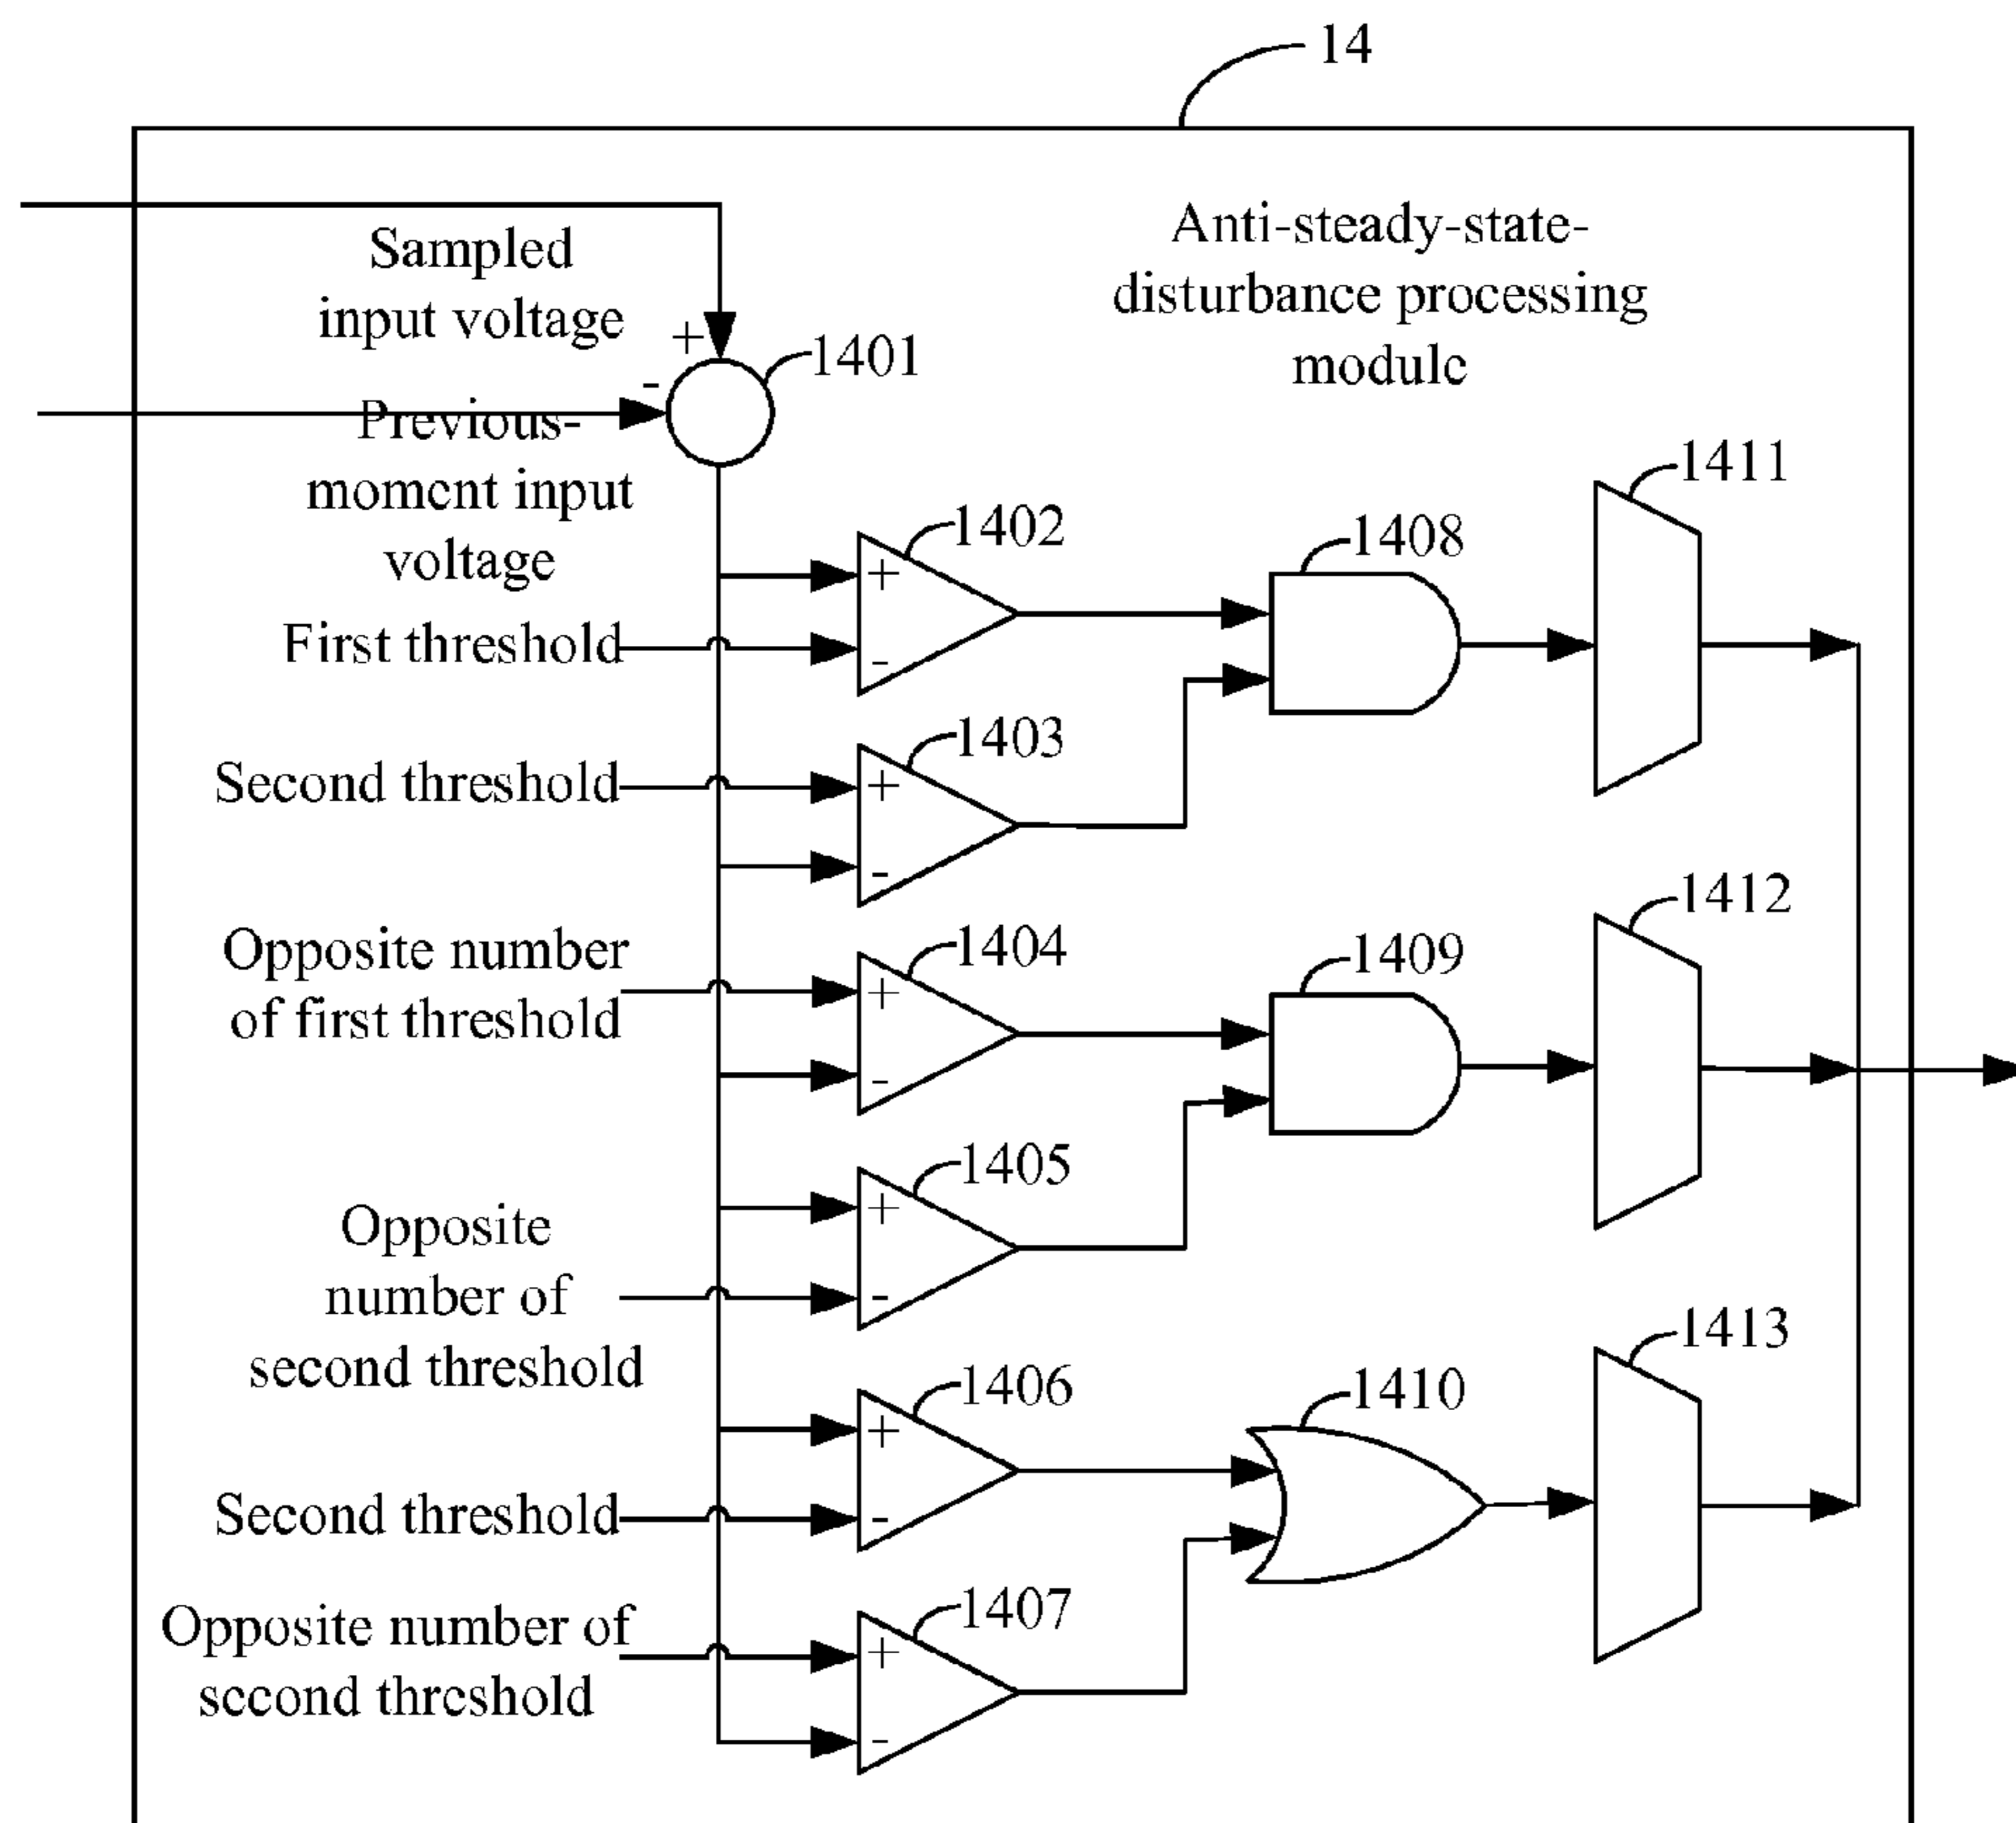 14
Sampled
input voltage
Anti-steady-state-
disturbance processing
module
+
-
1401
Previous-
moment input
voltage
1411
1402
1408
+
First threshold
-
1403
Second threshold
+
-
1412
Opposite number
of first threshold
1404
1409
+
-
1405
Opposite
number of
second threshold
+
-
1413
1406
1410
+
Second threshold
-
1407
Opposite number of
second threshold
+
-